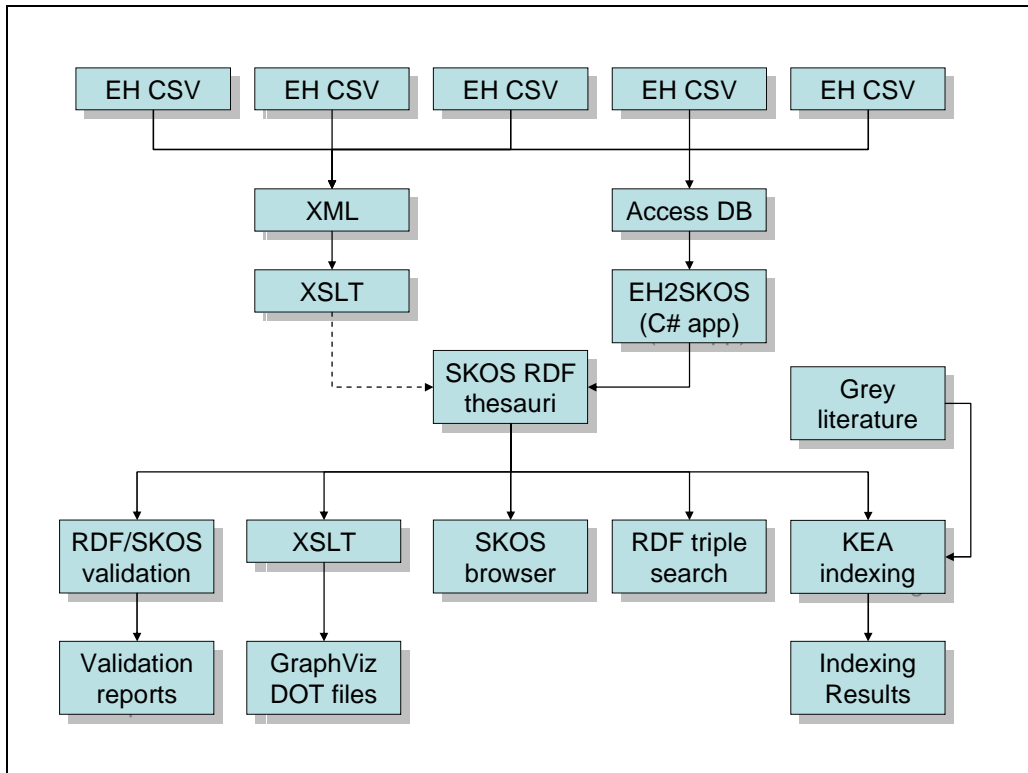 EH CSV
EH CSV
EH CSV
EH CSV
EH CSV
XML
Access DB
XSLT
EH2SKOS
(C# app)
SKOS RDF
thesauri
Grey
literature
RDF/SKOS
validation
XSLT
SKOS
browser
RDF triple
search
KEA
indexing
Validation
reports
GraphViz
DOT files
Indexing
Results